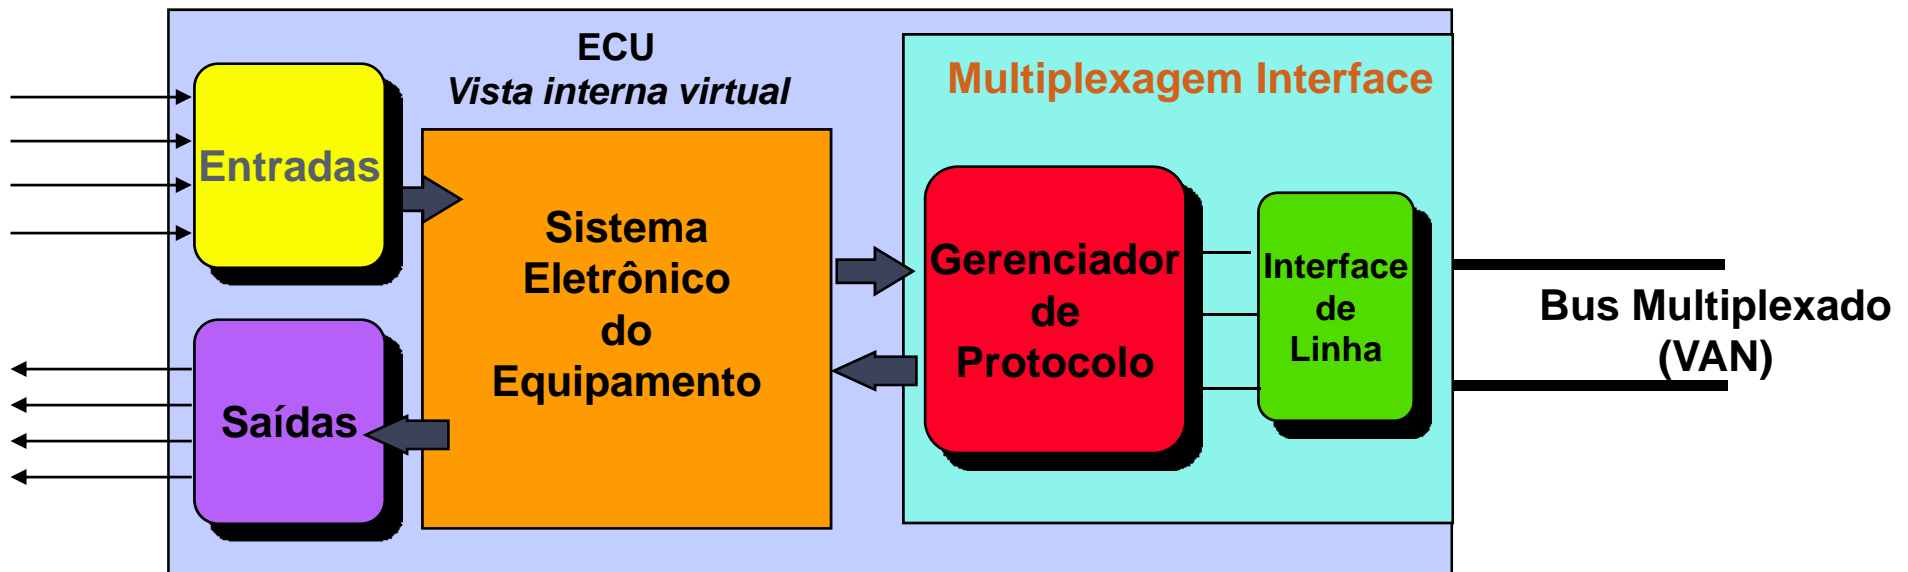 ECU
Vista interna virtual
Multiplexagem Interface
Entradas
Sistema
Eletrônico
do
Equipamento
Gerenciador
de
Protocolo
Interface
de
Linha
Bus Multiplexado
(VAN)
Saídas